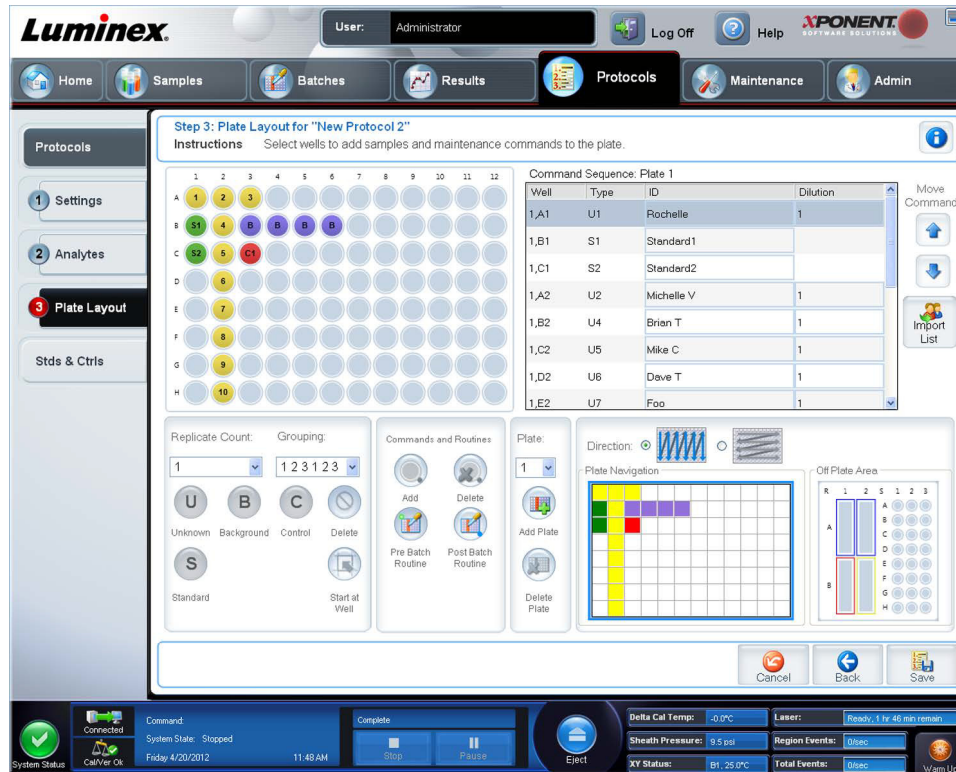 Luminex.
User: Administrator
Log Off
Help
XPONENT.
SOFTWARE SOLUTIONS
Home
Samples
Batches
Results
Protocols
Maintenance
Admin
Protocols
1 Settings
2 Analytes
3 Plate Layout
Stds & Ctrls
Step 3: Plate Layout for "New Protocol 2"
Instructions Select wells to add samples and maintenance commands to the plate.
1 2 3 4 5 6 7 8 9 10 11 12
A 1 2 3
B S1 4 B B B B
C S2 5 C1
D 6
E 7
F 8
G 9
H 10
Command Sequence: Plate 1
Well Type ID Dilution
1,A1 U1 Rochelle 1
1,B1 S1 Standard1
1,C1 S2 Standard2
1,A2 U2 Michelle V 1
1,B2 U4 Brian T 1
1,C2 U5 Mike C 1
1,D2 U6 Dave T 1
1,E2 U7 Foo 1
Move
Command
Import
List
Replicate Count: Grouping:
1 1 2 3 1 2 3
U B C
Unknown Background Control Delete
S
Standard
Start at
Well
Commands and Routines
Add Delete
Pre Batch
Routine
Post Batch
Routine
Plate:
1
Add Plate
Delete
Plate
Direction:
Plate Navigation
Off Plate Area
R 1 2 S 1 2 3
A
B
A
B
C
D
E
F
G
H
Cancel
Back
Save
System Status
Connected
Cal/Ver Ok
Command:
System State: Stopped
Friday 4/20/2012 11:48 AM
Complete
Stop
Pause
Eject
Delta Cal Temp: -0.0°C
Sheath Pressure: 9.5 psi
XY Status: B1, 25.0°C
Laser: Ready, 1 hr 46 min remain
Region Events: 0/sec
Total Events: 0/sec
Warm Up